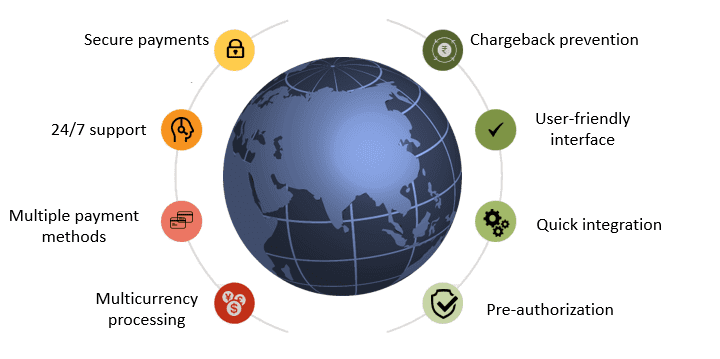 Secure payments
Chargeback prevention
24/7 support
User-friendly
interface
Multiple payment
methods
Quick integration
Multicurrency
processing
Pre-authorization